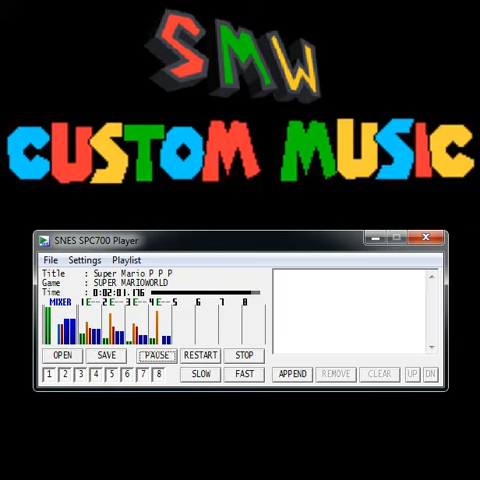 SMW
CUSTOM MUSIC
SNES SPC700 Player
File Settings Playlist
Title : Super Mario P P P
Game : SUPER MARIOWORLD
Time : 0:02:01.176
MIXER 1 E-- 2 E-- 3 E-- 4 E-- 5 6 7 8
OPEN SAVE PAUSE RESTART STOP
1 2 3 4 5 6 7 8 SLOW FAST APPEND REMOVE CLEAR UP DN